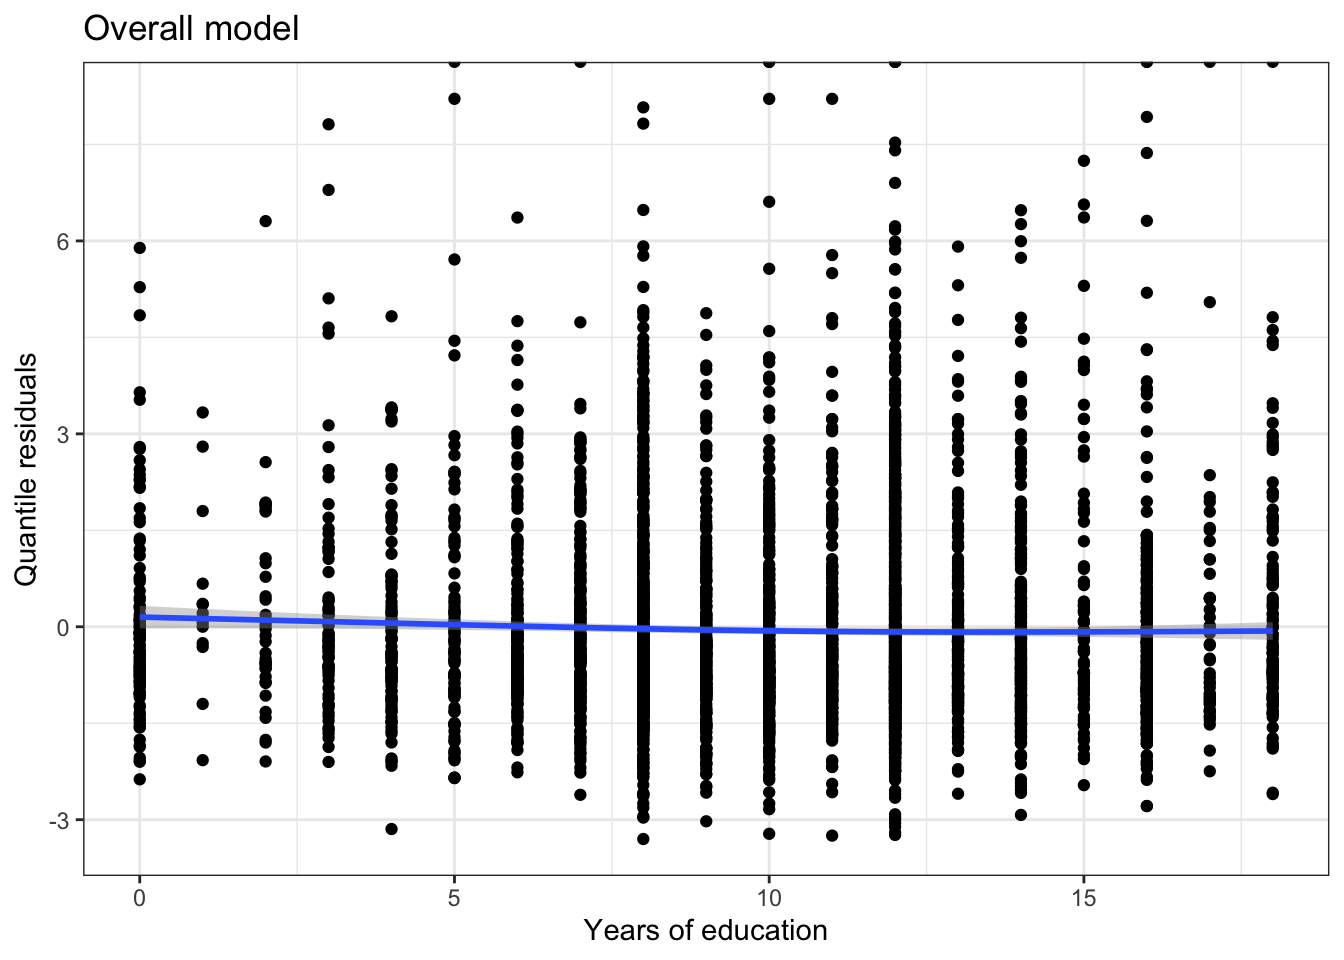 Overall model
Quantile residuals
6
3
0
-3
0 5 10 15
Years of education